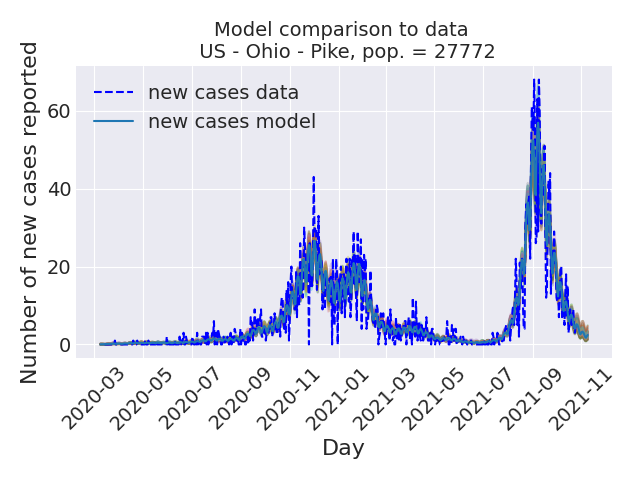 Model comparison to data
US - Ohio - Pike, pop. = 27772
Number of new cases reported
60
40
20
0
new cases data
new cases model
2020-03
2020-05
2020-07
2020-09
2020-11
2021-01
2021-03
2021-05
2021-07
2021-09
2021-11
Day